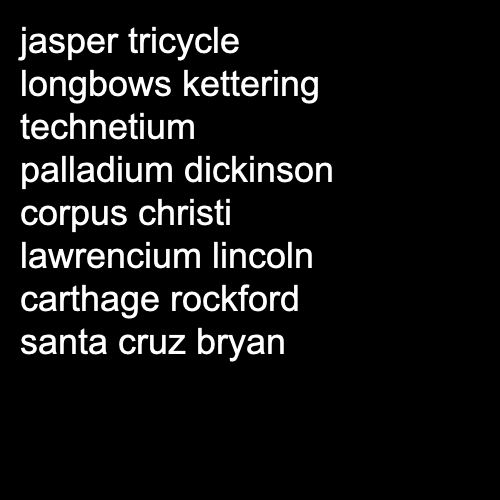 jasper tricycle
longbows kettering
technetium
palladium dickinson
corpus christi
lawrencium lincoln
carthage rockford
santa cruz bryan